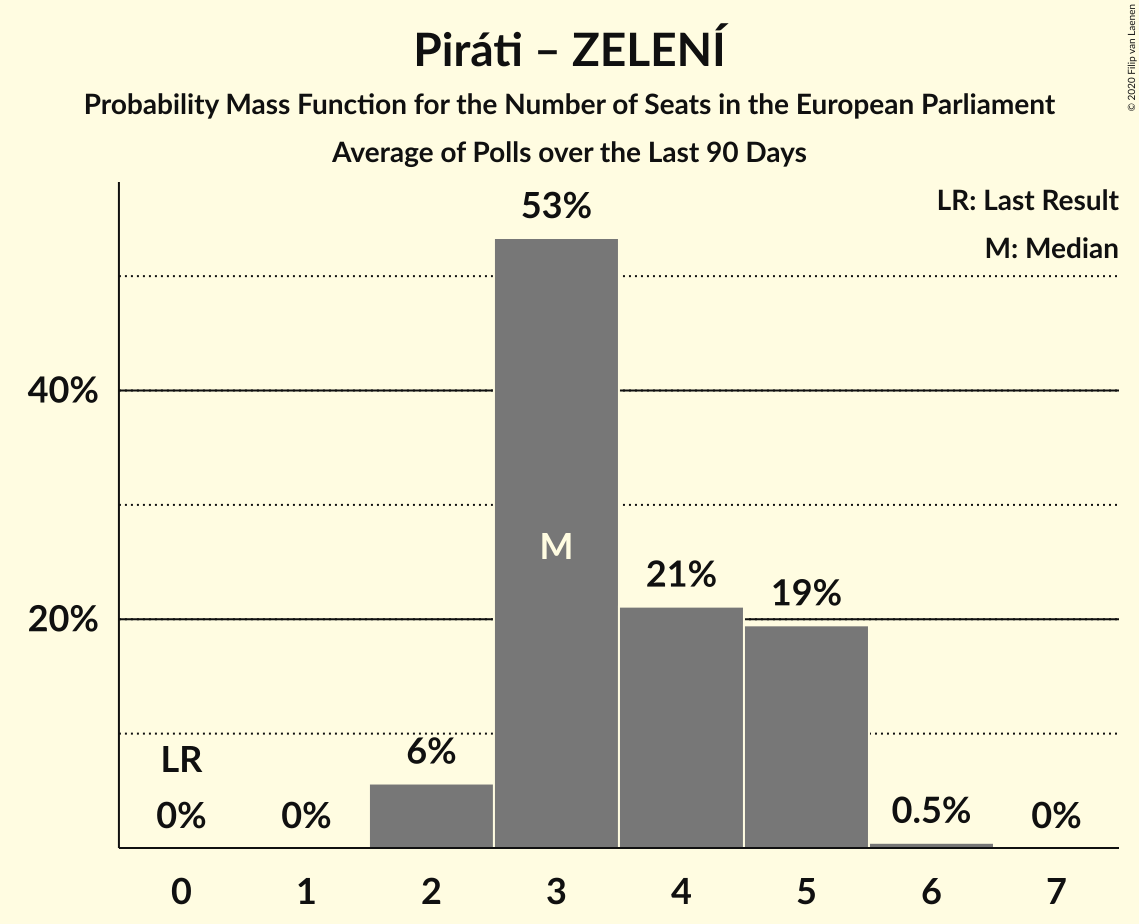 Piráti – ZELENÍ
Probability Mass Function for the Number of Seats in the European Parliament
Average of Polls over the Last 90 Days
© 2020 Filip van Laenen
LR: Last Result
M: Median
53%
40%
M
21%
19%
20%
LR
6%
0%
0%
0.5%
0%
0 1 2 3 4 5 6 7